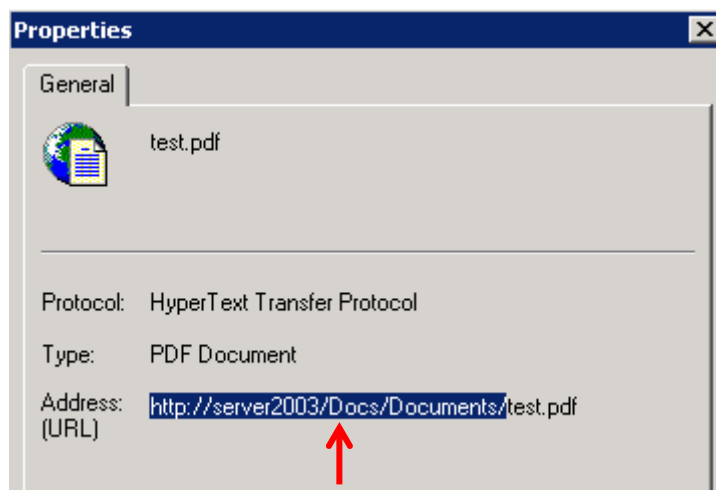 Properties
General
test.pdf
Protocol: HyperText Transfer Protocol
Type: PDF Document
Address: http://server2003/Docs/Documents/test.pdf
(URL)